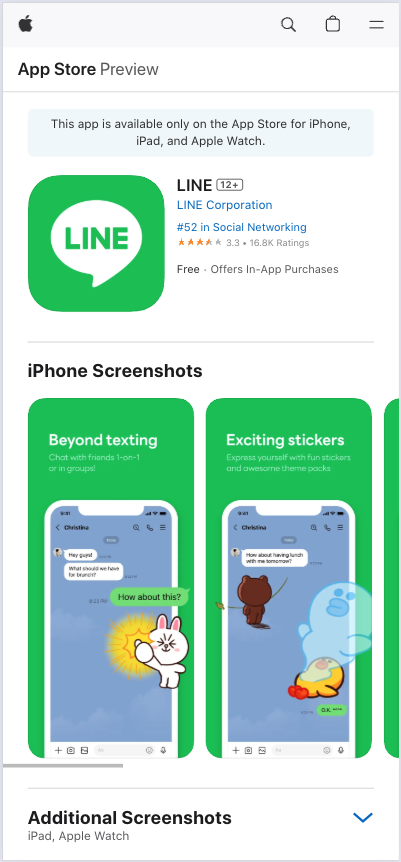 App Store Preview
This app is available only on the App Store for iPhone,
iPad, and Apple Watch.
LINE
LINE 12+
LINE Corporation
#52 in Social Networking
3.3 • 16.8K Ratings
Free · Offers In-App Purchases
iPhone Screenshots
Beyond texting
Chat with friends 1-on-1
or in groups!
9:41
Christina
Hey guys!
What should we have
for brunch?
How about this?
Exciting stickers
Express yourself with fun stickers
and awesome theme packs
9:41
Christina
How about having lunch
with me tomorrow?
Additional Screenshots
iPad, Apple Watch